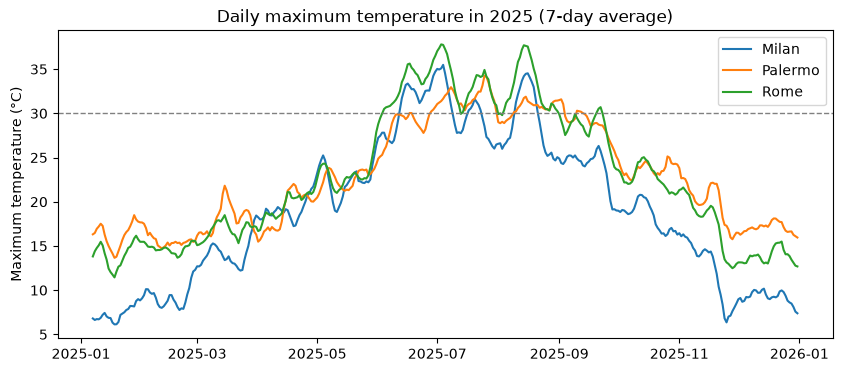 Daily maximum temperature in 2025 (7-day average)
Maximum temperature (°C)
35
30
25
20
15
10
5
Milan
Palermo
Rome
2025-01
2025-03
2025-05
2025-07
2025-09
2025-11
2026-01